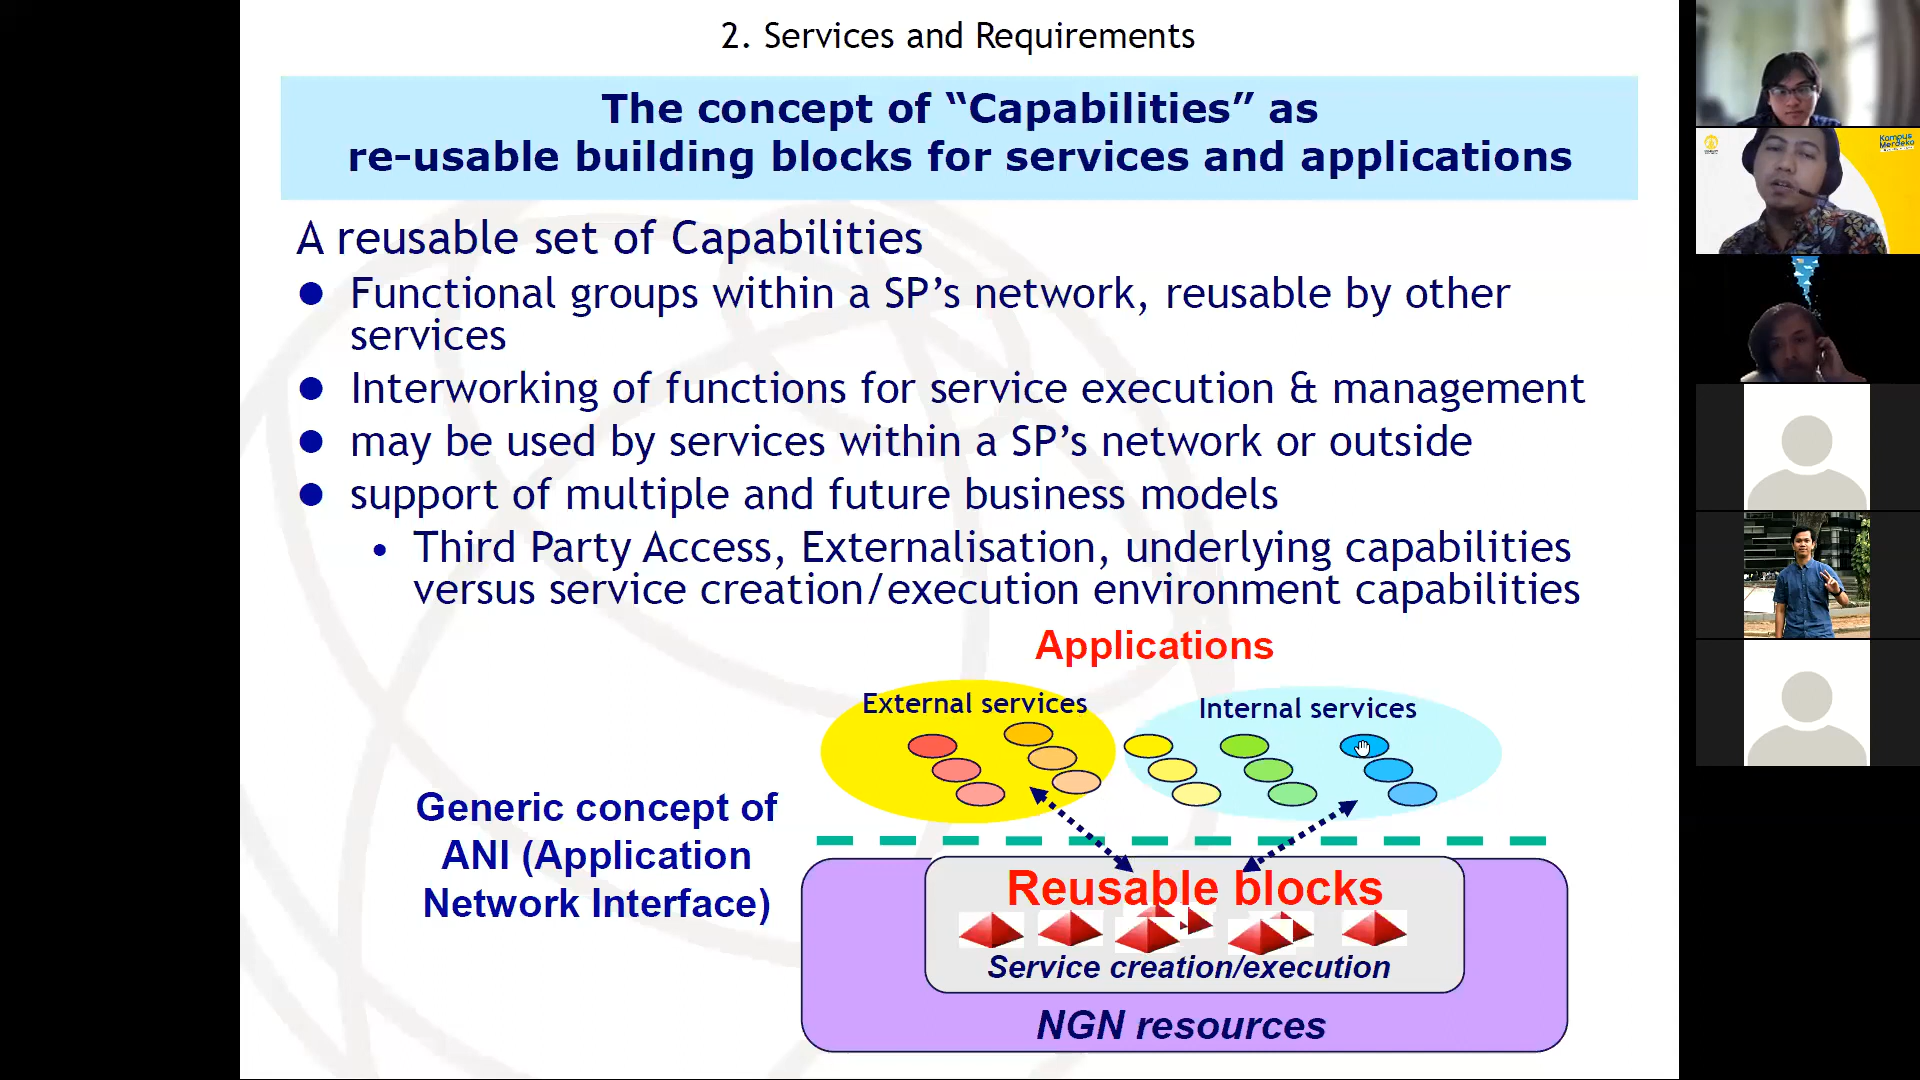 2. Services and Requirements
The concept of “Capabilities” as
re-usable building blocks for services and applications
A reusable set of Capabilities
Functional groups within a SP’s network, reusable by other
services
Interworking of functions for service execution & management
may be used by services within a SP’s network or outside
support of multiple and future business models
Third Party Access, Externalisation, underlying capabilities
versus service creation/execution environment capabilities
Applications
External services
Internal services
Generic concept of
ANI (Application
Network Interface)
Reusable blocks
Service creation/execution
NGN resources
Kampus
Merdeka